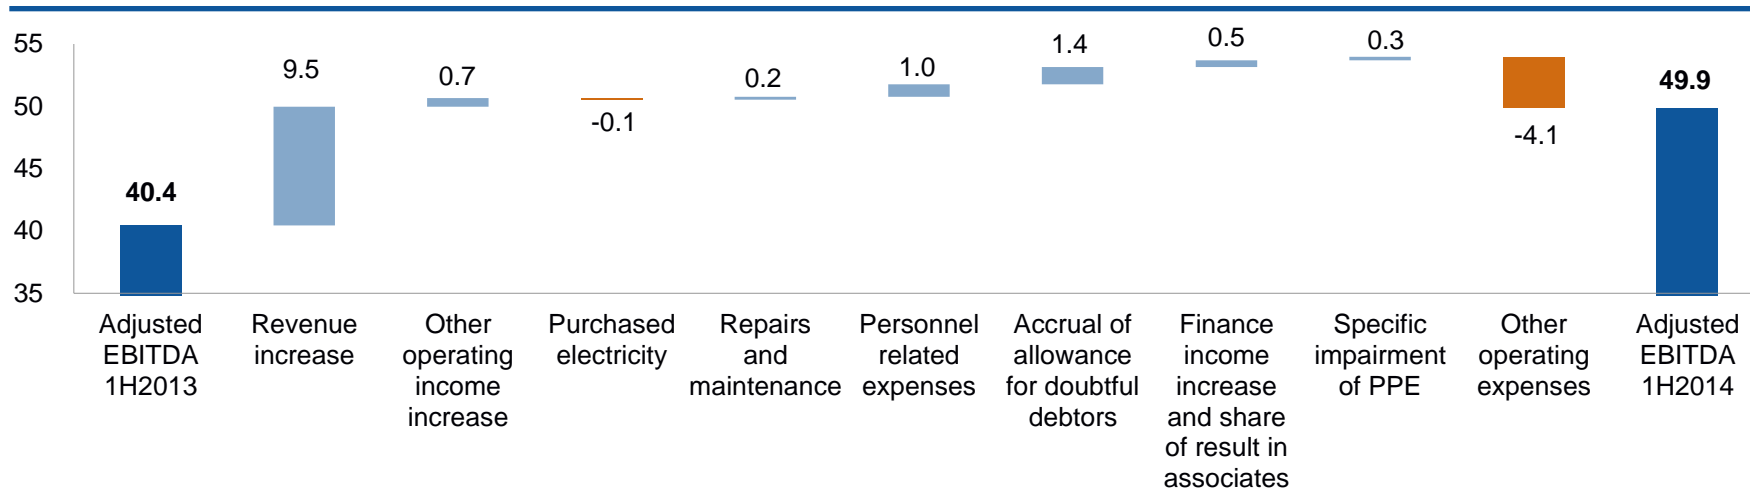 55
50
45
40
35
40.4
9.5
0.7
-0.1
0.2
1.0
1.4
0.5
0.3
-4.1
49.9
Adjusted
EBITDA
1H2013
Revenue
increase
Other
operating
income
increase
Purchased
electricity
Repairs
and
maintenance
Personnel
related
expenses
Accrual of
allowance
for doubtful
debtors
Finance
income
increase
and share
of result in
associates
Specific
impairment
of PPE
Other
operating
expenses
Adjusted
EBITDA
1H2014